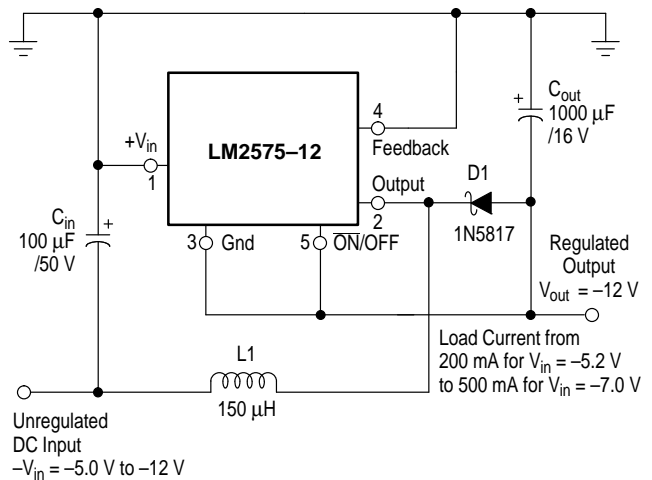 +V_in
1
LM2575–12
4
Feedback
Output
2
3
Gnd
5
ON/OFF
C_in
100 µF
/50 V
+
+
C_out
1000 µF
/16 V
D1
1N5817
Regulated
Output
V_out = –12 V
Load Current from
200 mA for V_in = –5.2 V
to 500 mA for V_in = –7.0 V
L1
150 µH
Unregulated
DC Input
–V_in = –5.0 V to –12 V